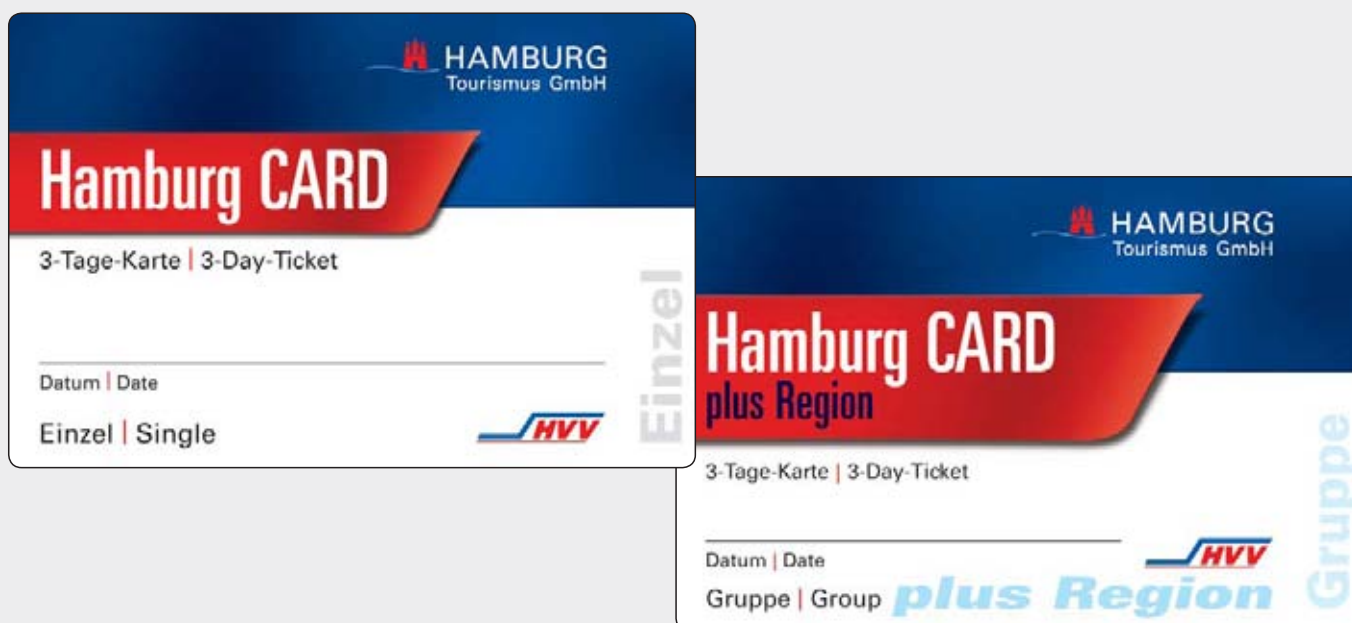 HAMBURG
Tourismus GmbH
Hamburg CARD
3-Tage-Karte | 3-Day-Ticket
Datum | Date
Einzel | Single
HVV
Einzel
HAMBURG
Tourismus GmbH
Hamburg CARD
plus Region
3-Tage-Karte | 3-Day-Ticket
Datum | Date
HVV
Gruppe | Group plus Region
Gruppe